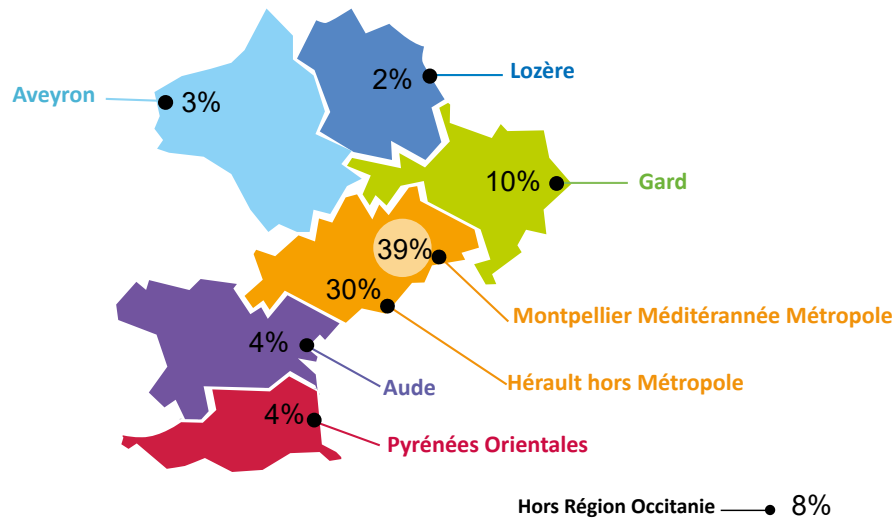 Lozère
2%
Aveyron
3%
10%
Gard
39%
30%
Montpellier Méditérannée Métropole
4%
Aude
Hérault hors Métropole
4%
Pyrénées Orientales
Hors Région Occitanie
8%